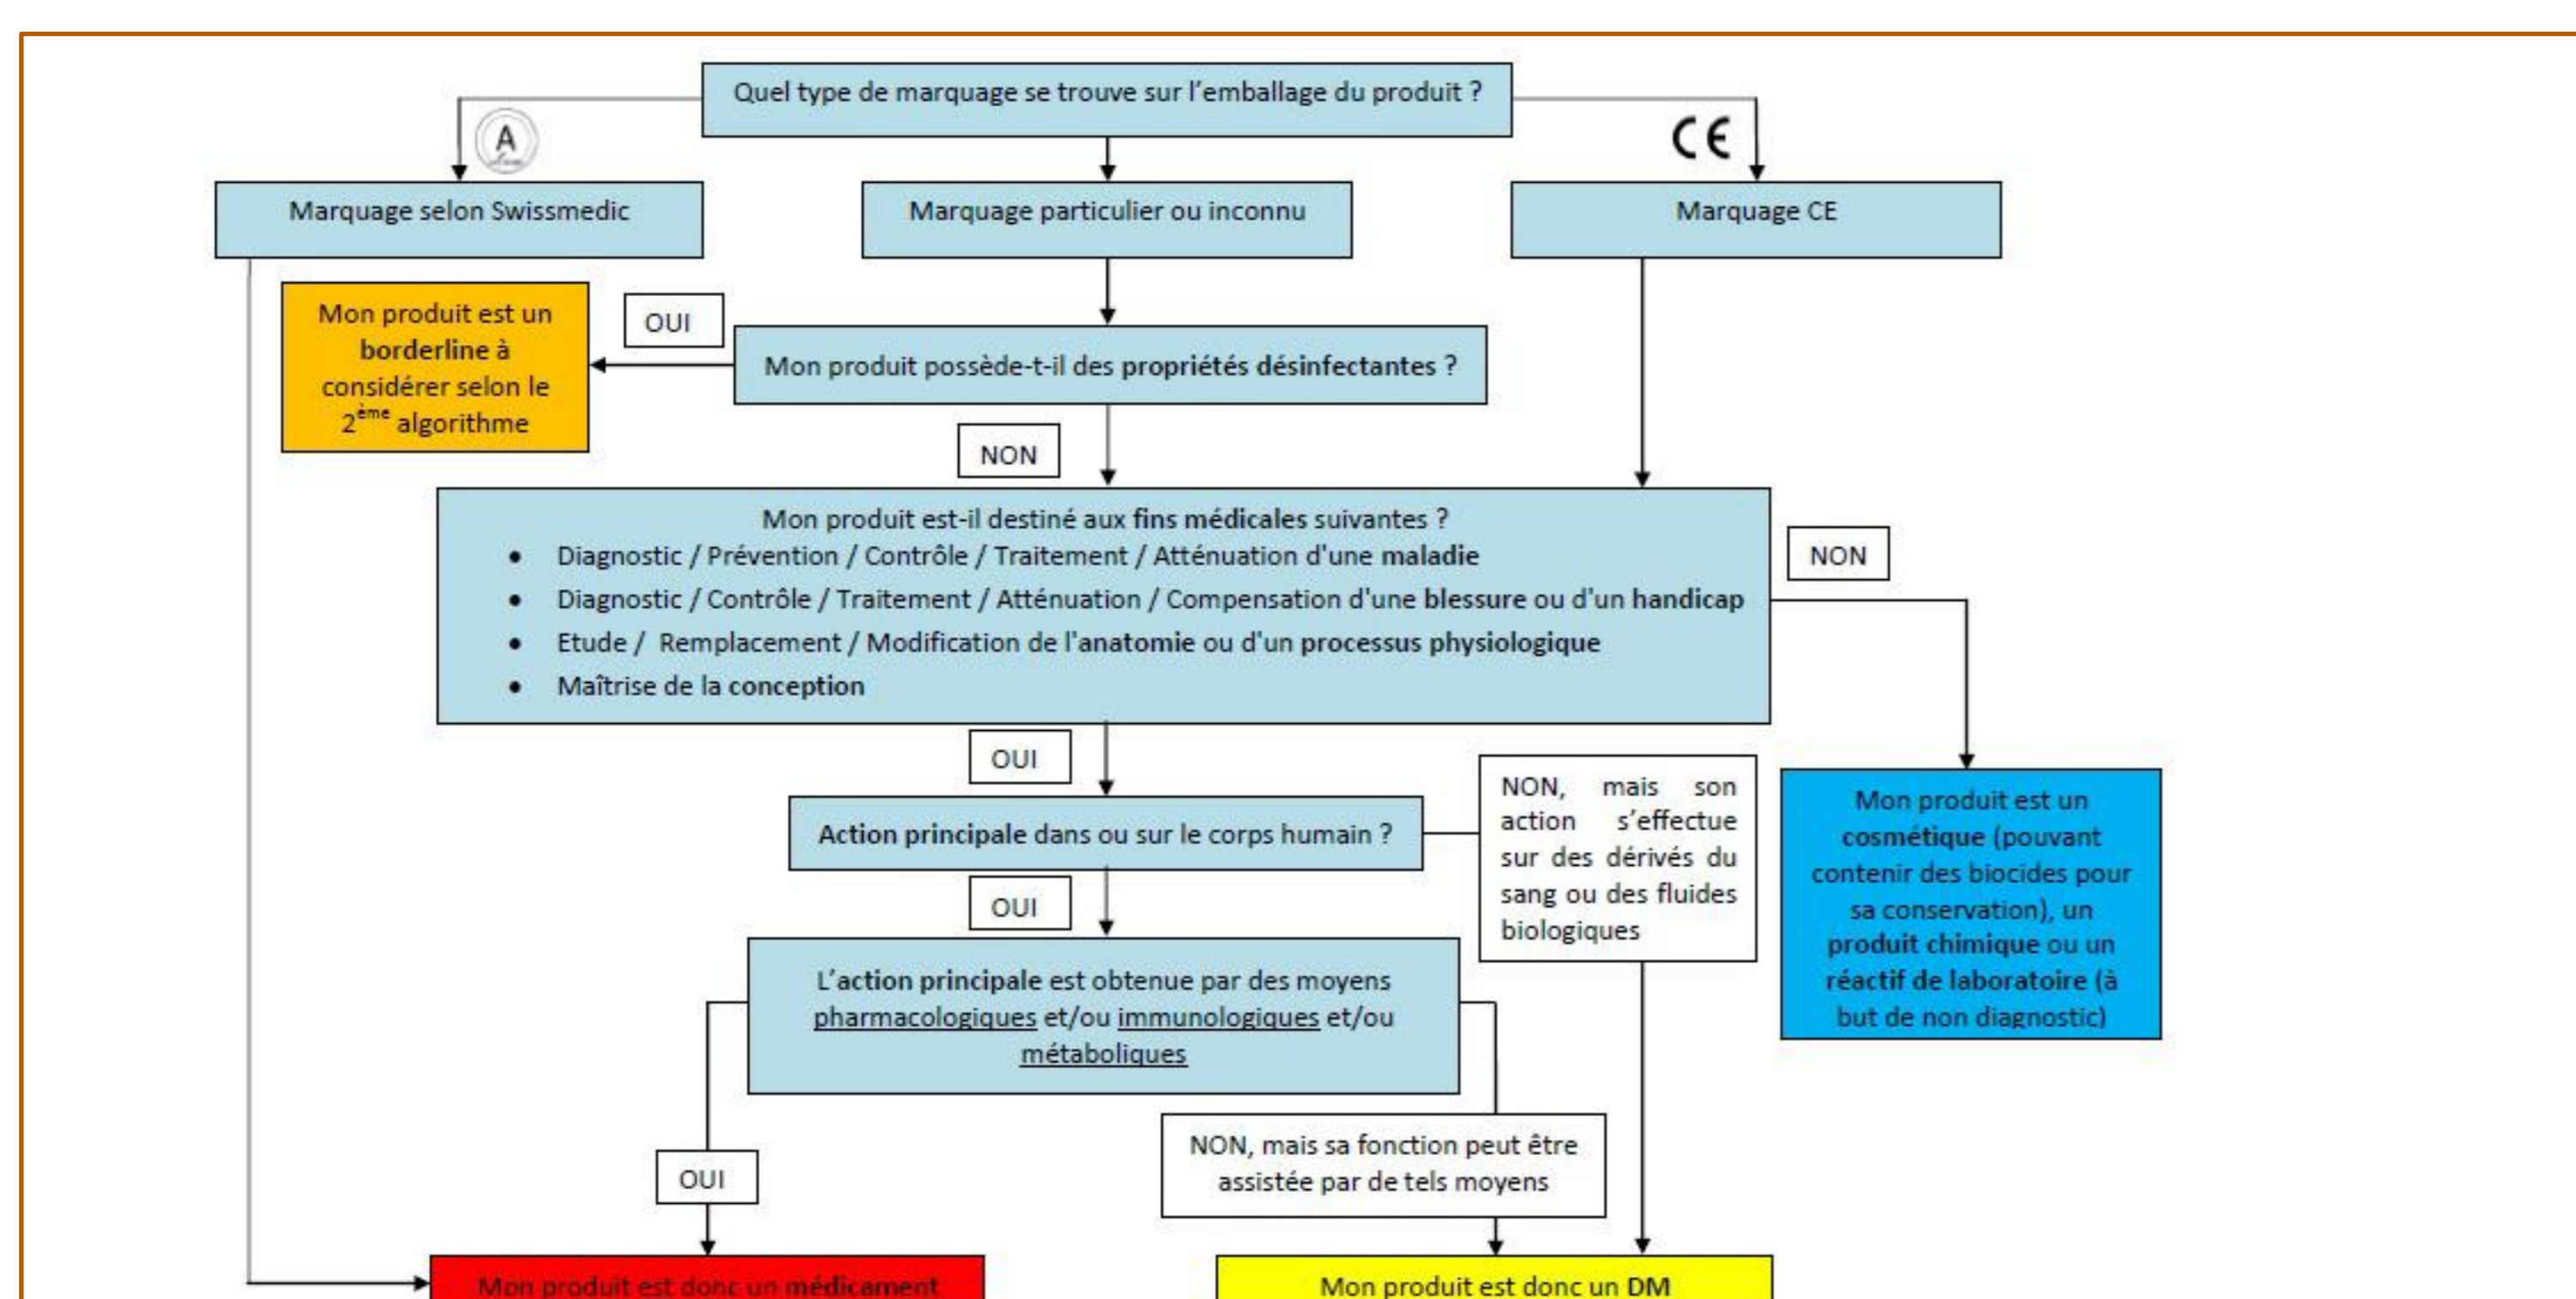 Quel type de marquage se trouve sur l'emballage du produit ?
A
CE
Marquage selon Swissmedic
Marquage particulier ou inconnu
Marquage CE
Mon produit est un
borderline à
considérer selon le
2ème algorithme
OUI
Mon produit possède-t-il des propriétés désinfectantes ?
NON
Mon produit est-il destiné aux fins médicales suivantes ?
• Diagnostic / Prévention / Contrôle / Traitement / Atténuation d'une maladie
• Diagnostic / Contrôle / Traitement / Atténuation / Compensation d'une blessure ou d'un handicap
• Etude / Remplacement / Modification de l'anatomie ou d'un processus physiologique
• Maîtrise de la conception
NON
OUI
Action principale dans ou sur le corps humain ?
NON, mais son
action s'effectue
sur des dérivés du
sang ou des fluides
biologiques
Mon produit est un
cosmétique (pouvant
contenir des biocides pour
sa conservation), un
produit chimique ou un
réactif de laboratoire (à
but de non diagnostic)
OUI
L'action principale est obtenue par des moyens
pharmacologiques et/ou immunologiques et/ou
métaboliques
OUI
NON, mais sa fonction peut être
assistée par de tels moyens
Mon produit est donc un médicament
Mon produit est donc un DM